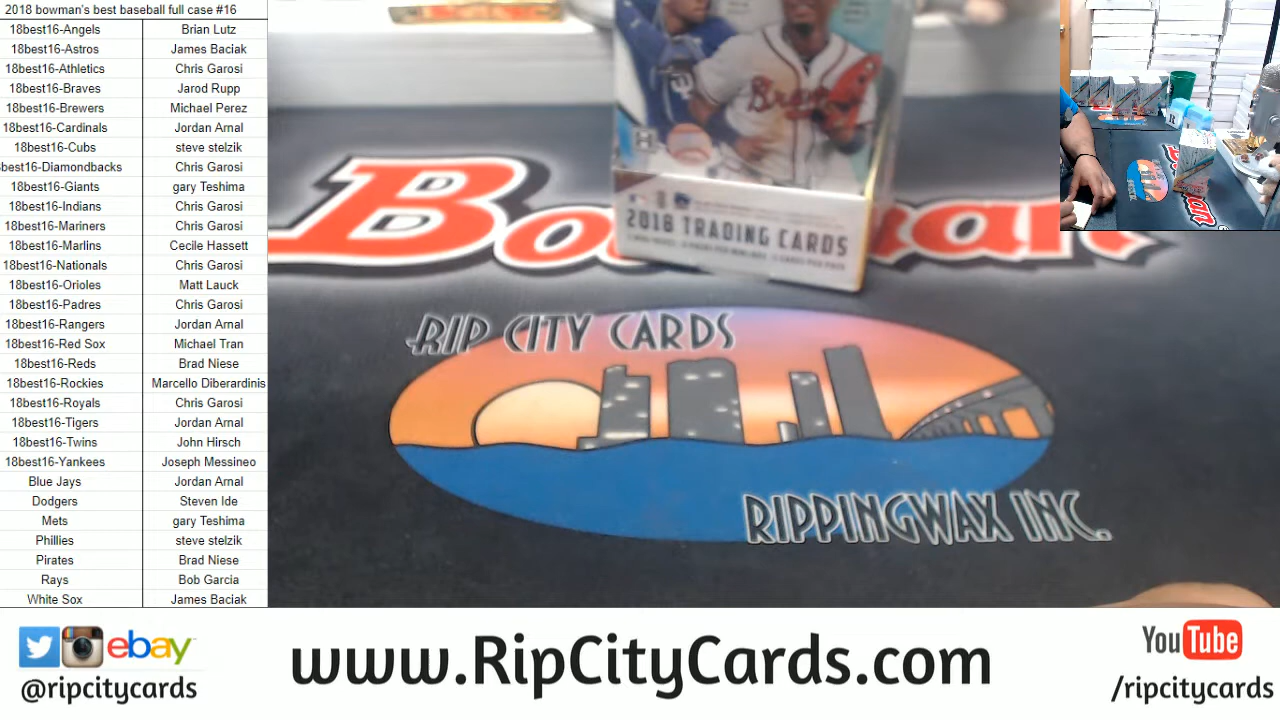 2018 bowman's best baseball full case #16
18best16-Angels Brian Lutz
18best16-Astros James Baciak
18best16-Athletics Chris Garosi
18best16-Braves Jarod Rupp
18best16-Brewers Michael Perez
18best16-Cardinals Jordan Arnal
18best16-Cubs steve stelzik
best16-Diamondbacks Chris Garosi
18best16-Giants gary Teshima
18best16-Indians Chris Garosi
18best16-Mariners Chris Garosi
18best16-Marlins Cecile Hassett
18best16-Nationals Chris Garosi
18best16-Orioles Matt Lauck
18best16-Padres Chris Garosi
18best16-Rangers Jordan Arnal
18best16-Red Sox Michael Tran
18best16-Reds Brad Niese
18best16-Rockies Marcello Diberardinis
18best16-Royals Chris Garosi
18best16-Tigers Jordan Arnal
18best16-Twins John Hirsch
18best16-Yankees Joseph Messineo
Blue Jays Jordan Arnal
Dodgers Steven Ide
Mets gary Teshima
Phillies steve stelzik
Pirates Brad Niese
Rays Bob Garcia
White Sox James Baciak
2018 TRADING CARDS
RIP CITY CARDS
RIPPINGWAX INC.
ebay
@ripcitycards
www.RipCityCards.com
YouTube
/ripcitycards